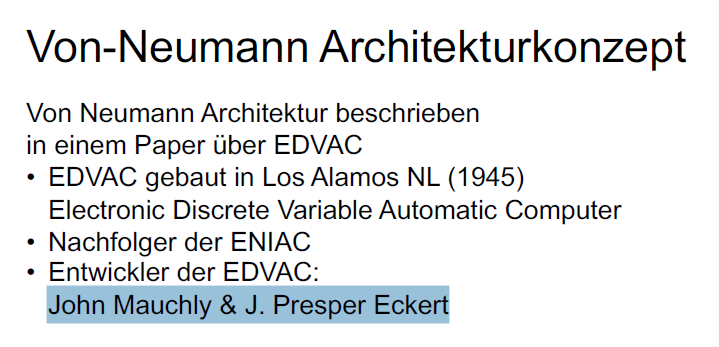 Von-Neumann Architekturkonzept
Von Neumann Architektur beschrieben
in einem Paper über EDVAC
• EDVAC gebaut in Los Alamos NL (1945)
Electronic Discrete Variable Automatic Computer
• Nachfolger der ENIAC
• Entwickler der EDVAC:
John Mauchly & J. Presper Eckert